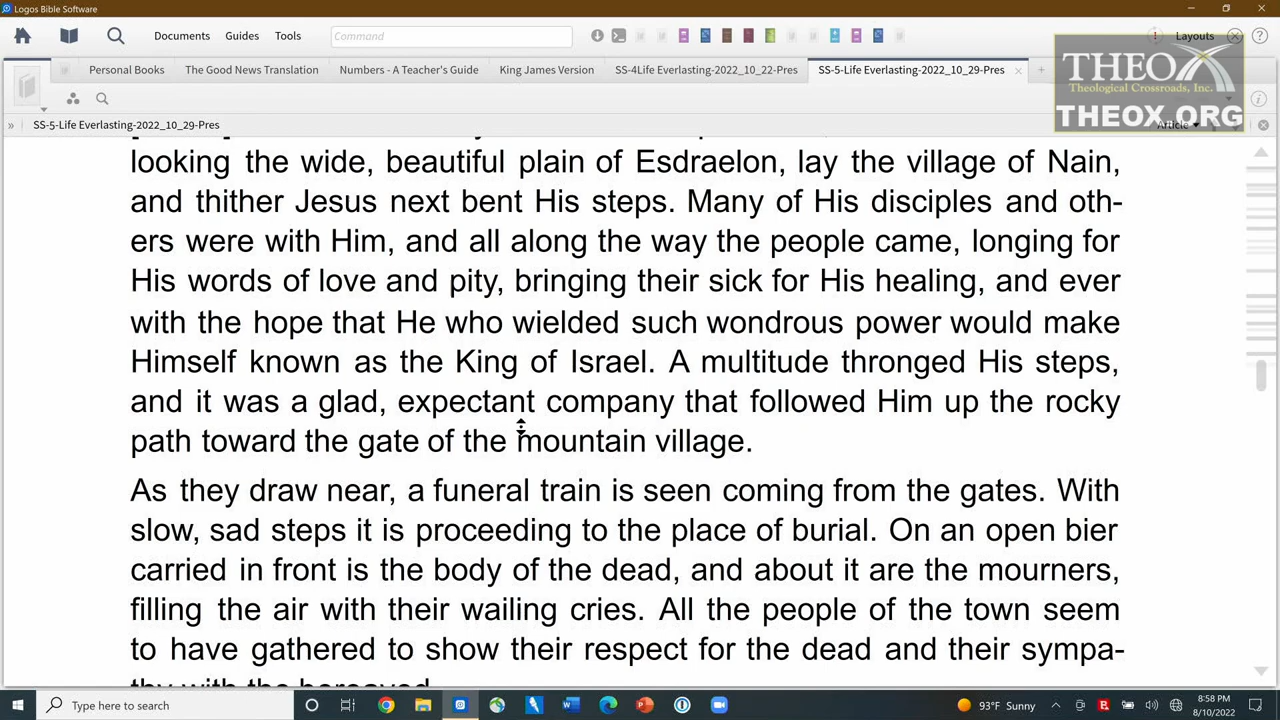 Logos Bible Software
Documents Guides Tools Command Layouts
Personal Books The Good News Translation Numbers - A Teacher's Guide King James Version SS-4Life Everlasting-2022_10_22-Pres SS-5-Life Everlasting-2022_10_29-Pres
THEOX
Theological Crossroads, Inc.
THEOX.ORG
SS-5-Life Everlasting-2022_10_29-Pres Article
looking the wide, beautiful plain of Esdraelon, lay the village of Nain,
and thither Jesus next bent His steps. Many of His disciples and oth-
ers were with Him, and all along the way the people came, longing for
His words of love and pity, bringing their sick for His healing, and ever
with the hope that He who wielded such wondrous power would make
Himself known as the King of Israel. A multitude thronged His steps,
and it was a glad, expectant company that followed Him up the rocky
path toward the gate of the mountain village.
As they draw near, a funeral train is seen coming from the gates. With
slow, sad steps it is proceeding to the place of burial. On an open bier
carried in front is the body of the dead, and about it are the mourners,
filling the air with their wailing cries. All the people of the town seem
to have gathered to show their respect for the dead and their sympa-
thy with the bereaved.
Type here to search 93°F Sunny 8:58 PM
8/10/2022